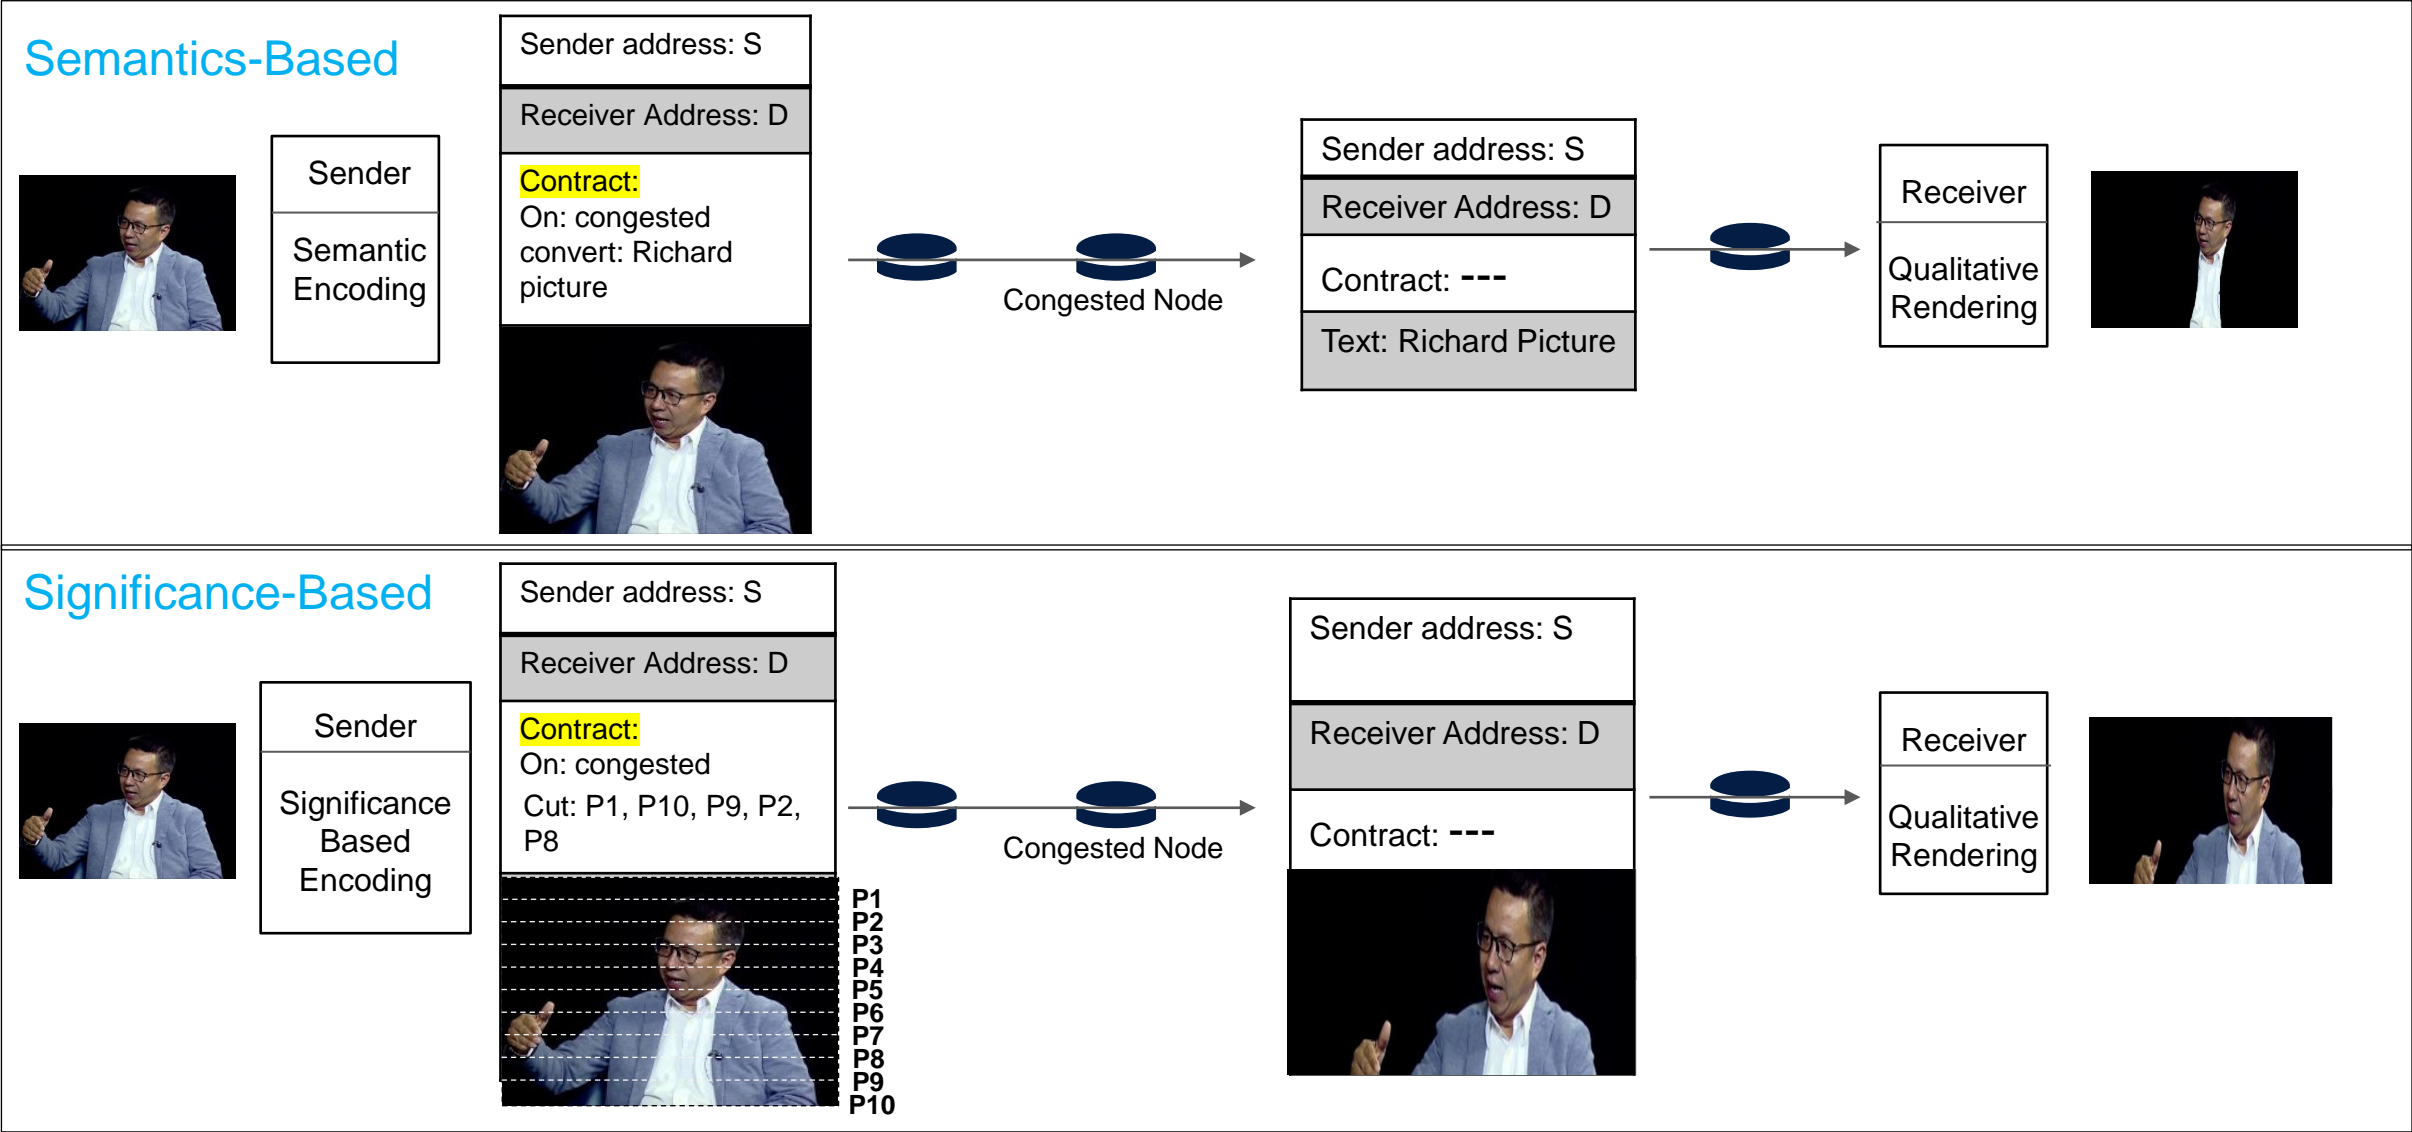 Semantics-Based
Sender
Semantic
Encoding
Sender address: S
Receiver Address: D
Contract:
On: congested
convert: Richard
picture
Congested Node
Sender address: S
Receiver Address: D
Contract: ---
Text: Richard Picture
Receiver
Qualitative
Rendering
Significance-Based
Sender
Significance
Based
Encoding
Sender address: S
Receiver Address: D
Contract:
On: congested
Cut: P1, P10, P9, P2,
P8
P1
P2
P3
P4
P5
P6
P7
P8
P9
P10
Congested Node
Sender address: S
Receiver Address: D
Contract: ---
Receiver
Qualitative
Rendering